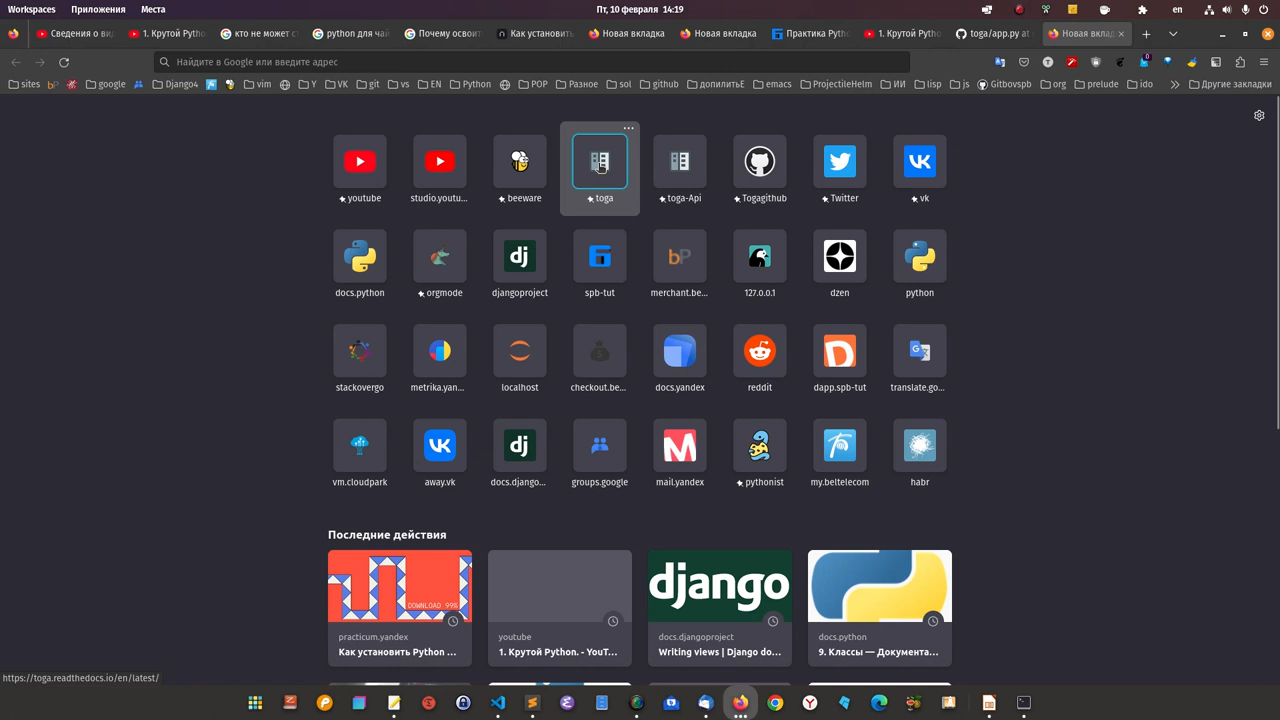 Workspaces Приложения Места
Пт, 10 февраля 14:19
en
Сведения о ви
1. Крутой Pytho
кто не может с
python для чай
Почему освоит
Как установить
Новая вкладка
Новая вкладка
Практика Pytho
1. Крутой Pytho
toga/app.py at
Новая вклад
Найдите в Google или введите адрес
sites
google
Django4
vim
Y
VK
git
vs
EN
Python
POP
Разное
sol
github
допилитьЕ
emacs
ProjectileHelm
ИИ
lisp
js
Gitbovspb
org
prelude
ido
Другие закладки
youtube
studio.youtu...
beeware
toga
toga-Api
Togagithub
Twitter
vk
docs.python
orgmode
djangoproject
spb-tut
merchant.be...
127.0.0.1
dzen
python
stackovergo
metrika.yan...
localhost
checkout.be...
docs.yandex
reddit
dapp.spb-tut
translate.go...
vm.cloudpark
away.vk
docs.django...
groups.google
mail.yandex
pythonist
my.beltelecom
habr
Последние действия
DOWNLOAD 99%
django
practicum.yandex
Как установить Python ...
youtube
1. Крутой Python. - YouT...
docs.djangoproject
Writing views | Django do...
docs.python
9. Классы — Документа...
https://toga.readthedocs.io/en/latest/